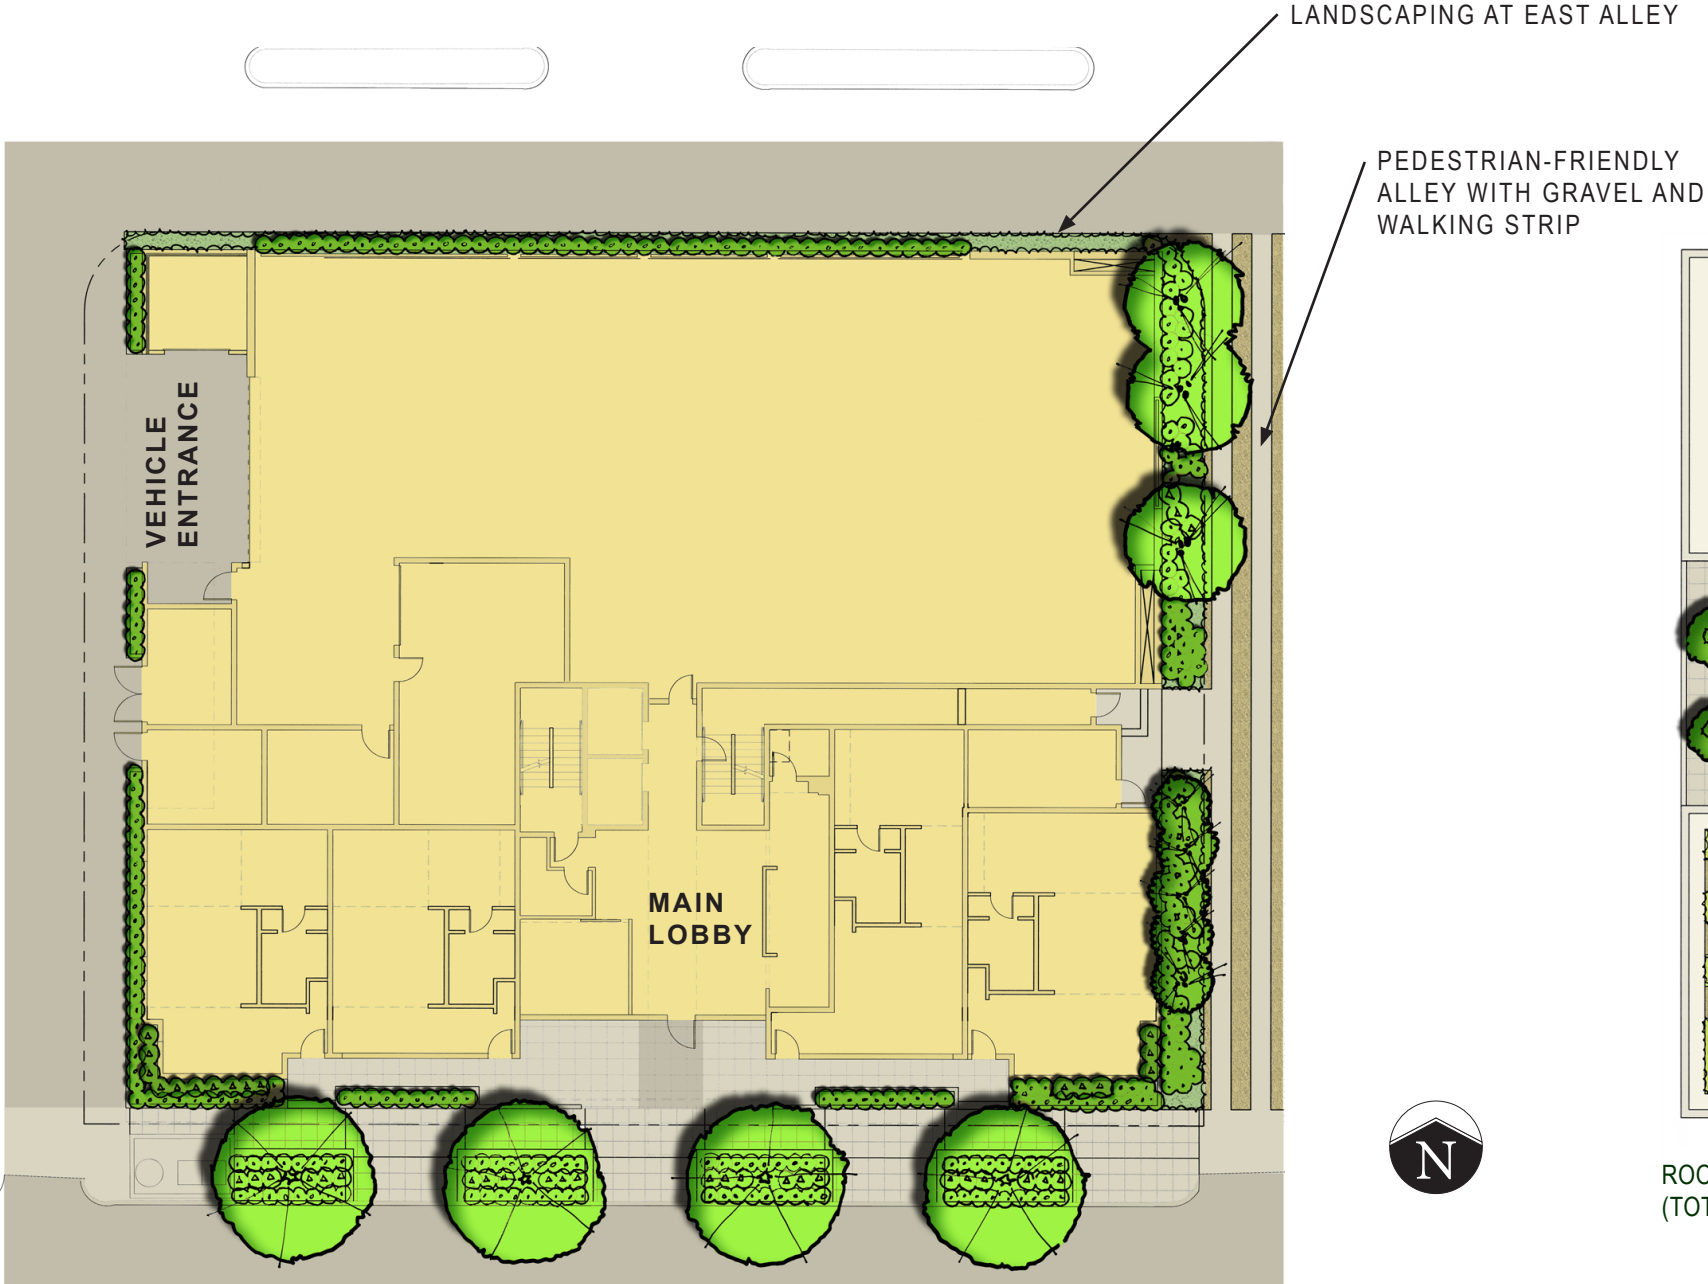 LANDSCAPING AT EAST ALLEY
PEDESTRIAN-FRIENDLY
ALLEY WITH GRAVEL AND
WALKING STRIP
VEHICLE
ENTRANCE
MAIN
LOBBY
N